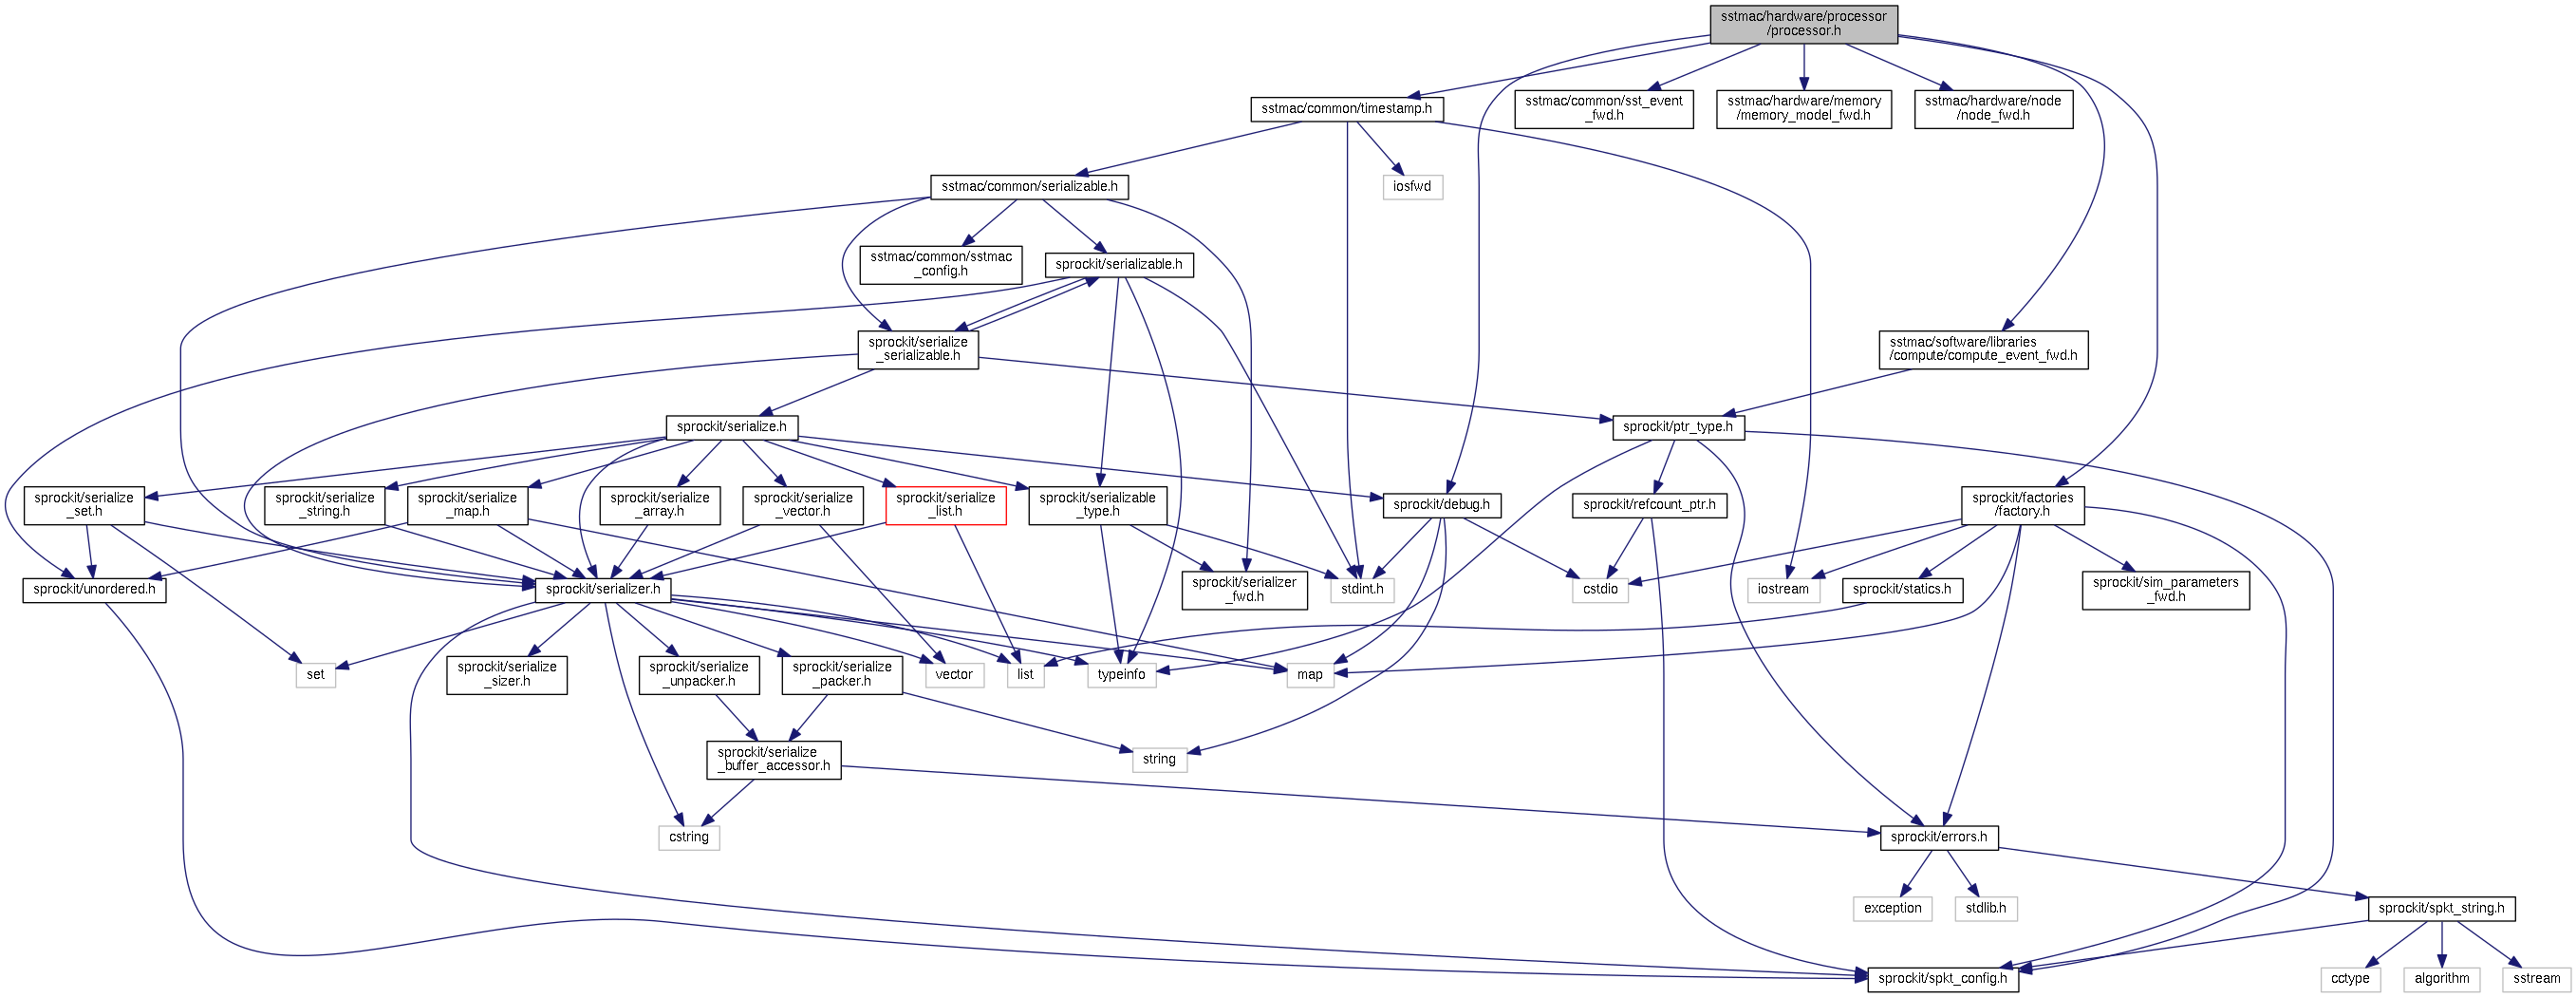 sstmac/hardware/processor
/processor.h
sstmac/common/timestamp.h
sstmac/common/sst_event
_fwd.h
sstmac/hardware/memory
/memory_model_fwd.h
sstmac/hardware/node
/node_fwd.h
sstmac/common/serializable.h
iosfwd
sstmac/common/sstmac
_config.h
sprockit/serializable.h
sprockit/serialize
_serializable.h
sstmac/software/libraries
/compute/compute_event_fwd.h
sprockit/serialize.h
sprockit/ptr_type.h
sprockit/serialize
_set.h
sprockit/serialize
_string.h
sprockit/serialize
_map.h
sprockit/serialize
_array.h
sprockit/serialize
_vector.h
sprockit/serialize
_list.h
sprockit/serializable
_type.h
sprockit/debug.h
sprockit/refcount_ptr.h
sprockit/factories
/factory.h
sprockit/unordered.h
sprockit/serializer.h
sprockit/serializer
_fwd.h
stdint.h
cstdio
iostream
sprockit/statics.h
sprockit/sim_parameters
_fwd.h
set
sprockit/serialize
_sizer.h
sprockit/serialize
_unpacker.h
sprockit/serialize
_packer.h
vector
list
typeinfo
map
sprockit/serialize
_buffer_accessor.h
string
cstring
sprockit/errors.h
exception
stdlib.h
sprockit/spkt_string.h
sprockit/spkt_config.h
cctype
algorithm
sstream